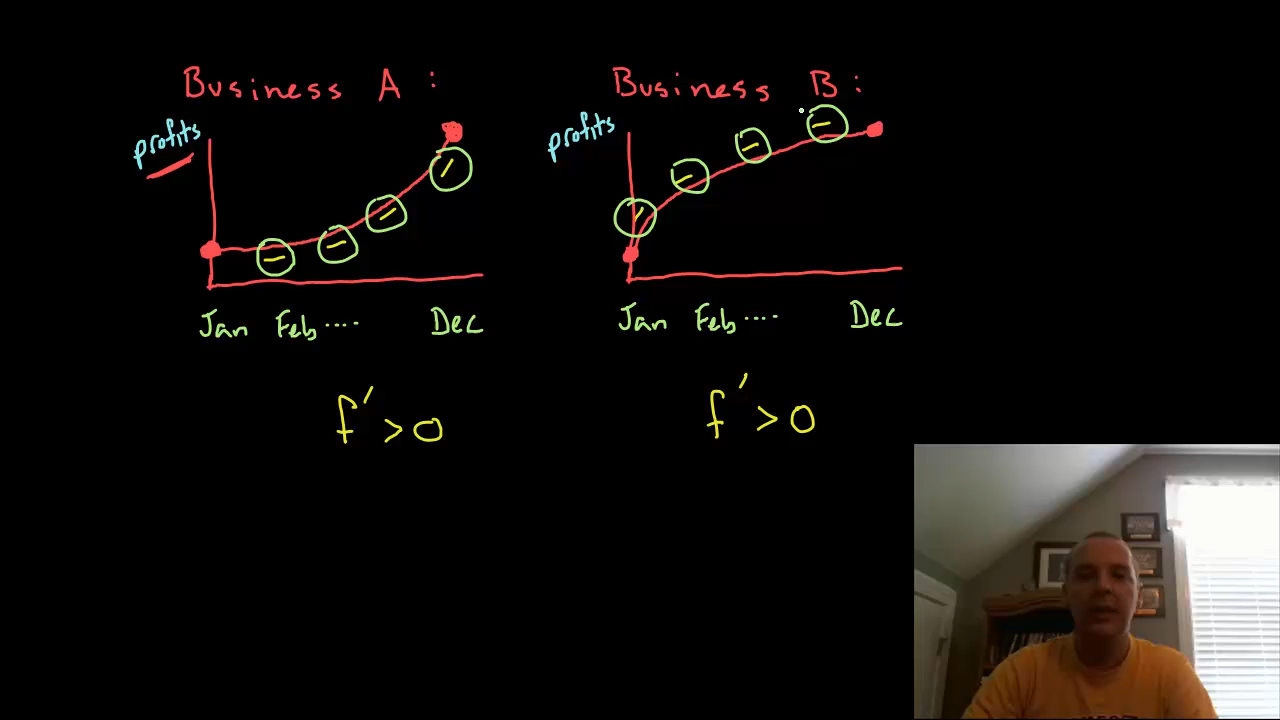 Business A :
profits
Jan Feb.... Dec
f' > 0
Business B :
profits
Jan Feb.... Dec
f' > 0